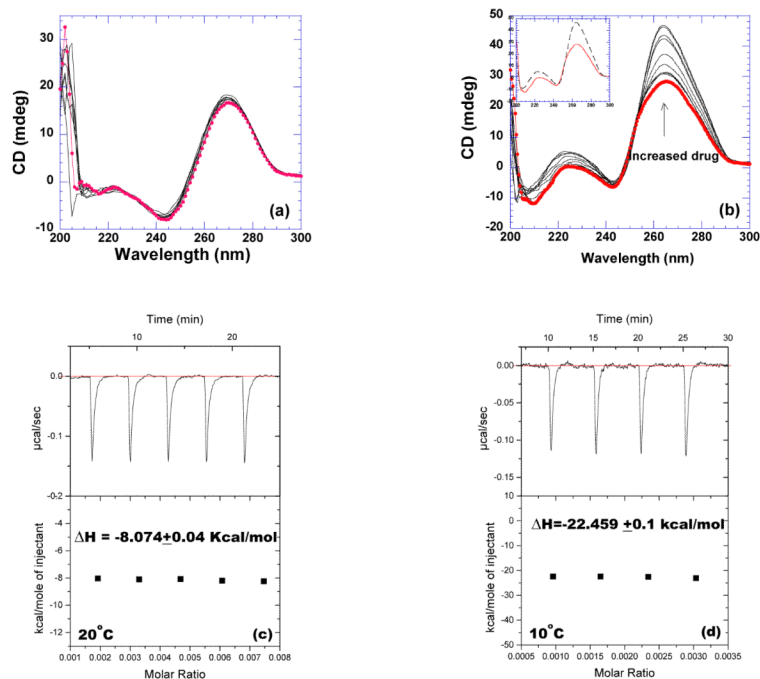 CD (mdeg)
30
20
10
0
-10
(a)
200 220 240 260 280 300
Wavelength (nm)
CD (mdeg)
50
40
30
20
10
0
-10
-20
Increased drug
(b)
200 220 240 260 280 300
Wavelength (nm)
Time (min)
10 20
µcal/sec
0.0
-0.1
-0.2
kcal/mole of injectant
-4
-6
-8
-10
-12
ΔH = -8.074±0.04 Kcal/mol
20°C
(c)
0.001 0.002 0.003 0.004 0.005 0.006 0.007 0.008
Molar Ratio
Time (min)
10 15 20 25 30
µcal/sec
0.00
-0.05
-0.10
-0.15
kcal/mole of injectant
10
0
-10
-20
-30
-40
-50
ΔH=-22.459 ±0.1 kcal/mol
10°C
(d)
0.0005 0.0010 0.0015 0.0020 0.0025 0.0030 0.0035
Molar Ratio